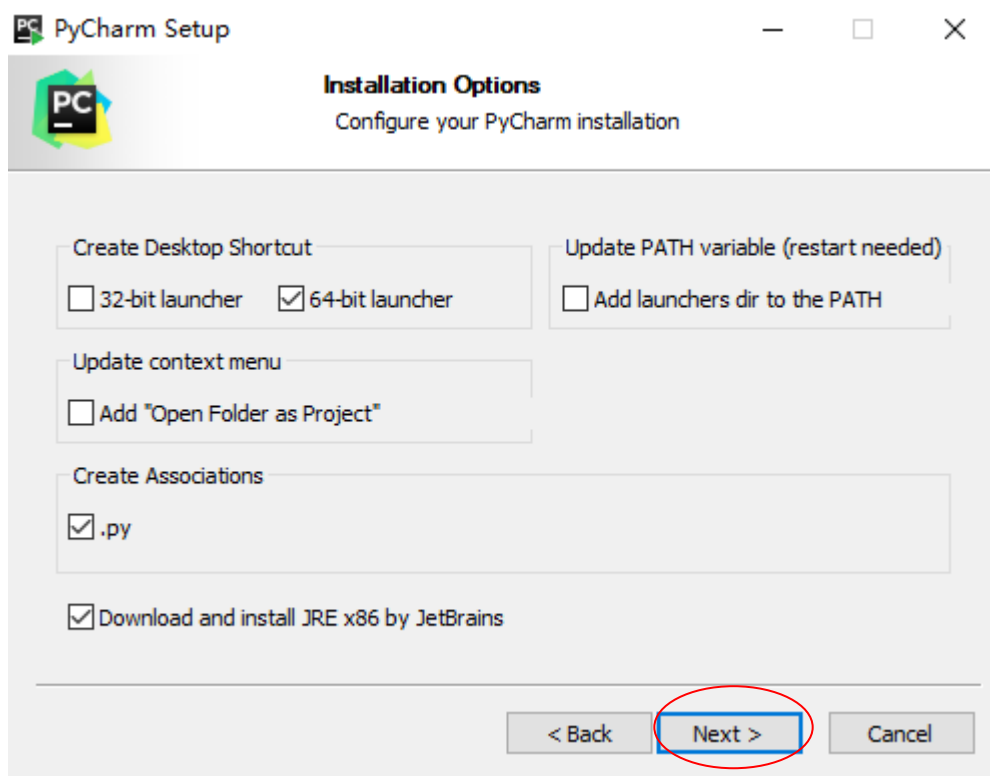 PyCharm Setup
PC
Installation Options
Configure your PyCharm installation
Create Desktop Shortcut
32-bit launcher
64-bit launcher
Update PATH variable (restart needed)
Add launchers dir to the PATH
Update context menu
Add "Open Folder as Project"
Create Associations
.py
Download and install JRE x86 by JetBrains
< Back
Next >
Cancel